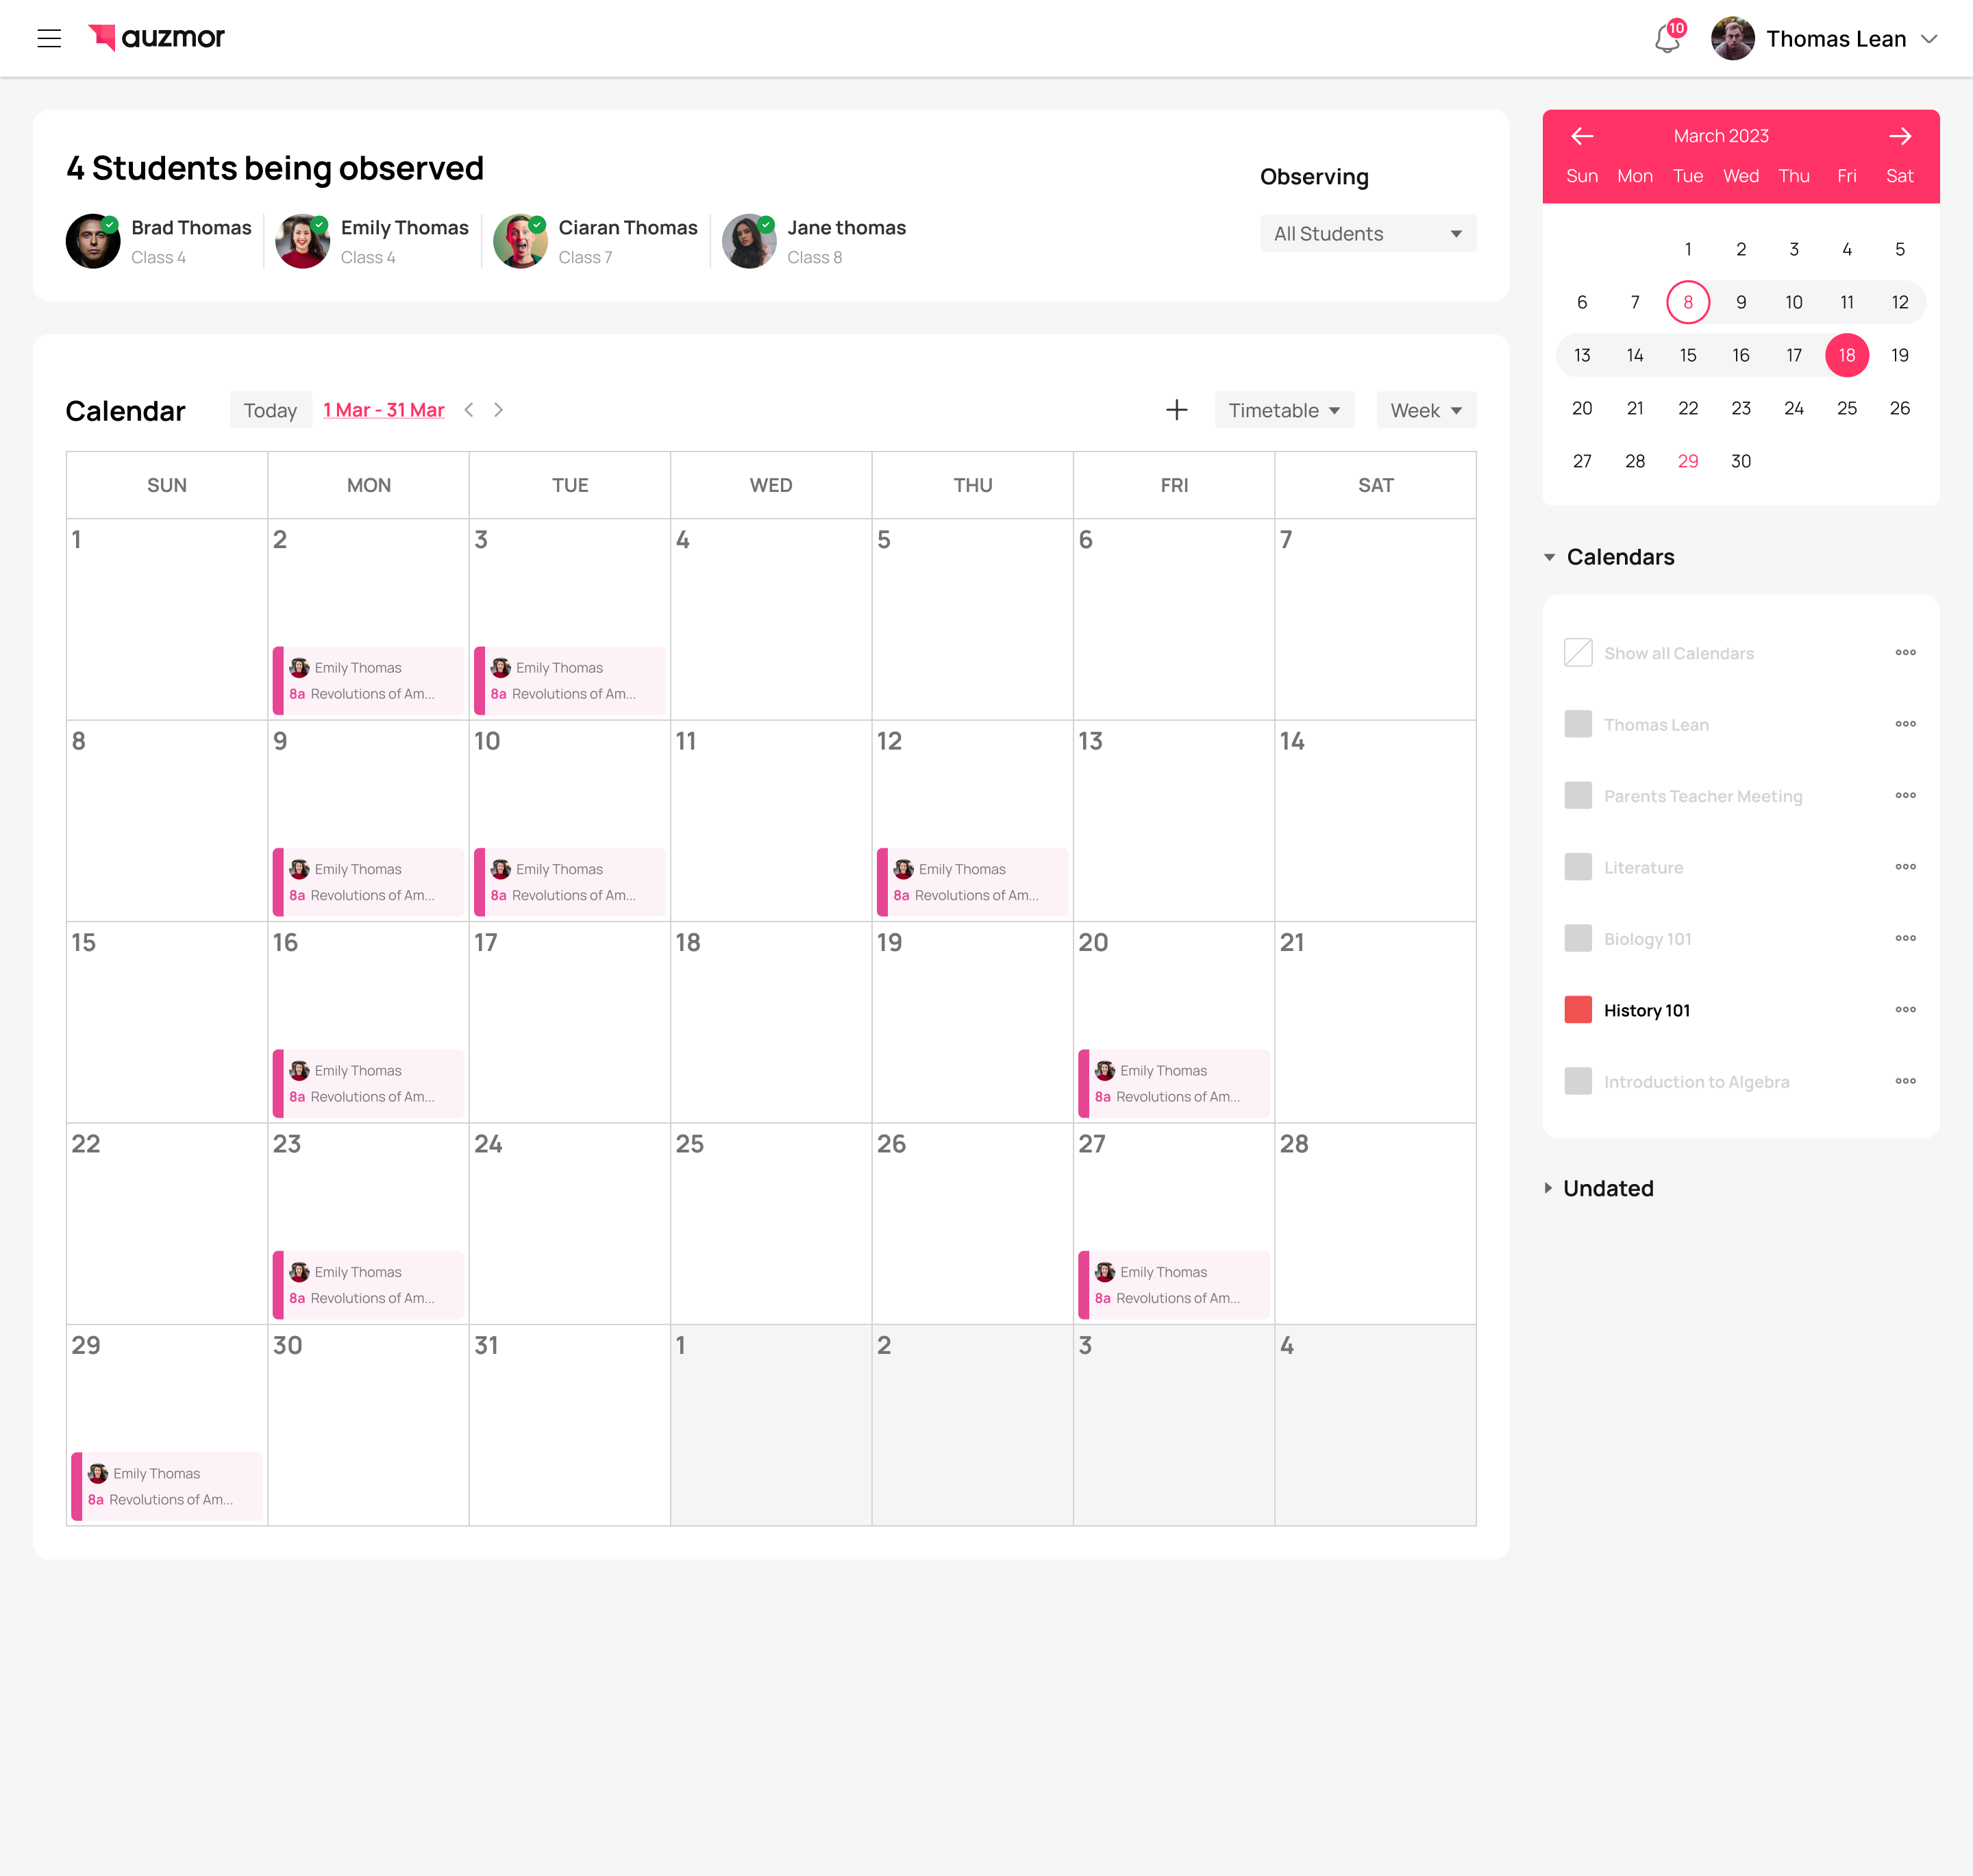 auzmor
10
Thomas Lean
4 Students being observed
Brad Thomas
Class 4
Emily Thomas
Class 4
Ciaran Thomas
Class 7
Jane thomas
Class 8
Observing
All Students
Calendar
Today
1 Mar - 31 Mar
Timetable
Week
SUN MON TUE WED THU FRI SAT
1 2 3 4 5 6 7
Emily Thomas Emily Thomas
8a Revolutions of Am... 8a Revolutions of Am...
8 9 10 11 12 13 14
Emily Thomas Emily Thomas Emily Thomas
8a Revolutions of Am... 8a Revolutions of Am... 8a Revolutions of Am...
15 16 17 18 19 20 21
Emily Thomas Emily Thomas
8a Revolutions of Am... 8a Revolutions of Am...
22 23 24 25 26 27 28
Emily Thomas Emily Thomas
8a Revolutions of Am... 8a Revolutions of Am...
29 30 31 1 2 3 4
Emily Thomas
8a Revolutions of Am...
March 2023
Sun Mon Tue Wed Thu Fri Sat
1 2 3 4 5
6 7 8 9 10 11 12
13 14 15 16 17 18 19
20 21 22 23 24 25 26
27 28 29 30
Calendars
Show all Calendars
Thomas Lean
Parents Teacher Meeting
Literature
Biology 101
History 101
Introduction to Algebra
Undated